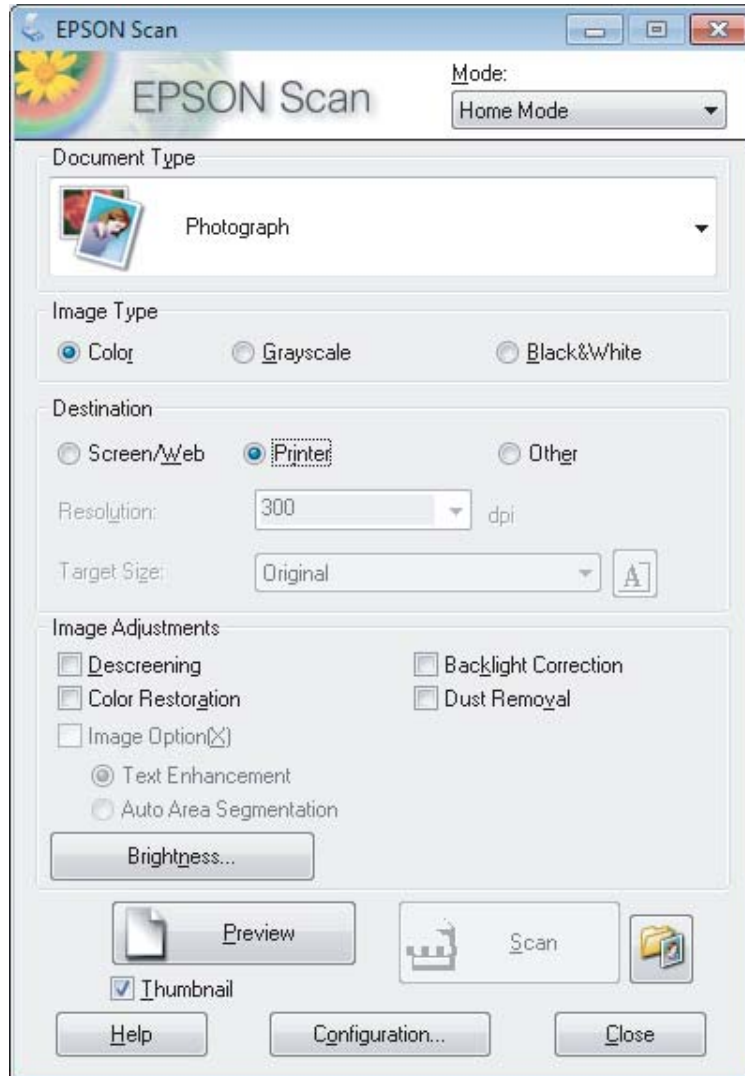 EPSON Scan
EPSON Scan
Mode:
Home Mode
Document Type
Photograph
Image Type
Color Grayscale Black&White
Destination
Screen/Web Printer Other
Resolution: 300 dpi
Target Size: Original A
Image Adjustments
Descreening Backlight Correction
Color Restoration Dust Removal
Image Option(X)
Text Enhancement
Auto Area Segmentation
Brightness...
Preview Scan
Thumbnail
Help Configuration... Close